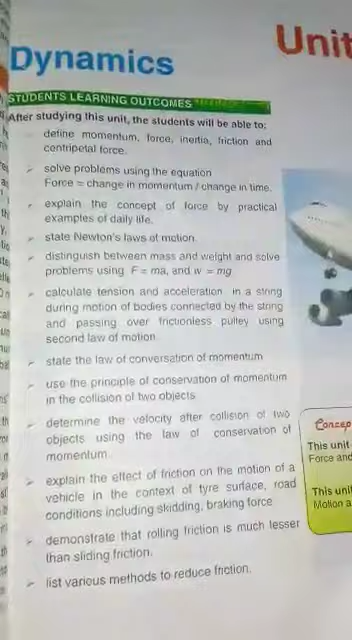 Unit
Dynamics
STUDENTS LEARNING OUTCOMES
After studying this unit, the students will be able to:
define momentum, force, inertia, friction and
centripetal force.
➢ solve problems using the equation
Force = change in momentum / change in time.
➢ explain the concept of force by practical
examples of daily life.
➢ state Newton's laws of motion.
➢ distinguish between mass and weight and solve
problems using F = ma, and w = mg
➢ calculate tension and acceleration in a string
during motion of bodies connected by the string
and passing over frictionless pulley using
second law of motion.
➢ state the law of conversation of momentum
➢ use the principle of conservation of momentum
in the collision of two objects
➢ determine the velocity after collision of two
objects using the law of conservation of
momentum.
➢ explain the effect of friction on the motion of a
vehicle in the context of tyre surface, road
conditions including skidding, braking force
➢ demonstrate that rolling friction is much lesser
than sliding friction.
➢ list various methods to reduce friction.
Concep
This unit
Force and
This unit
Motion a